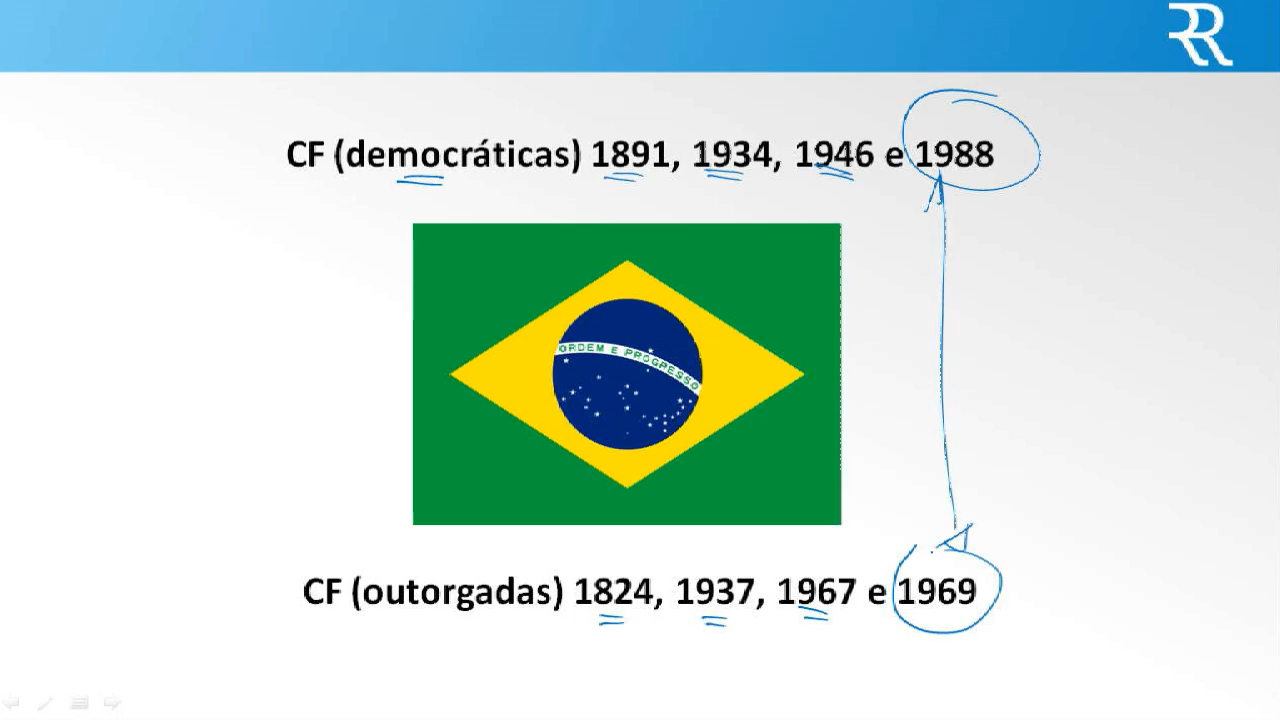 CF (democráticas) 1891, 1934, 1946 e 1988
ORDEM E PROGRESSO
CF (outorgadas) 1824, 1937, 1967 e 1969